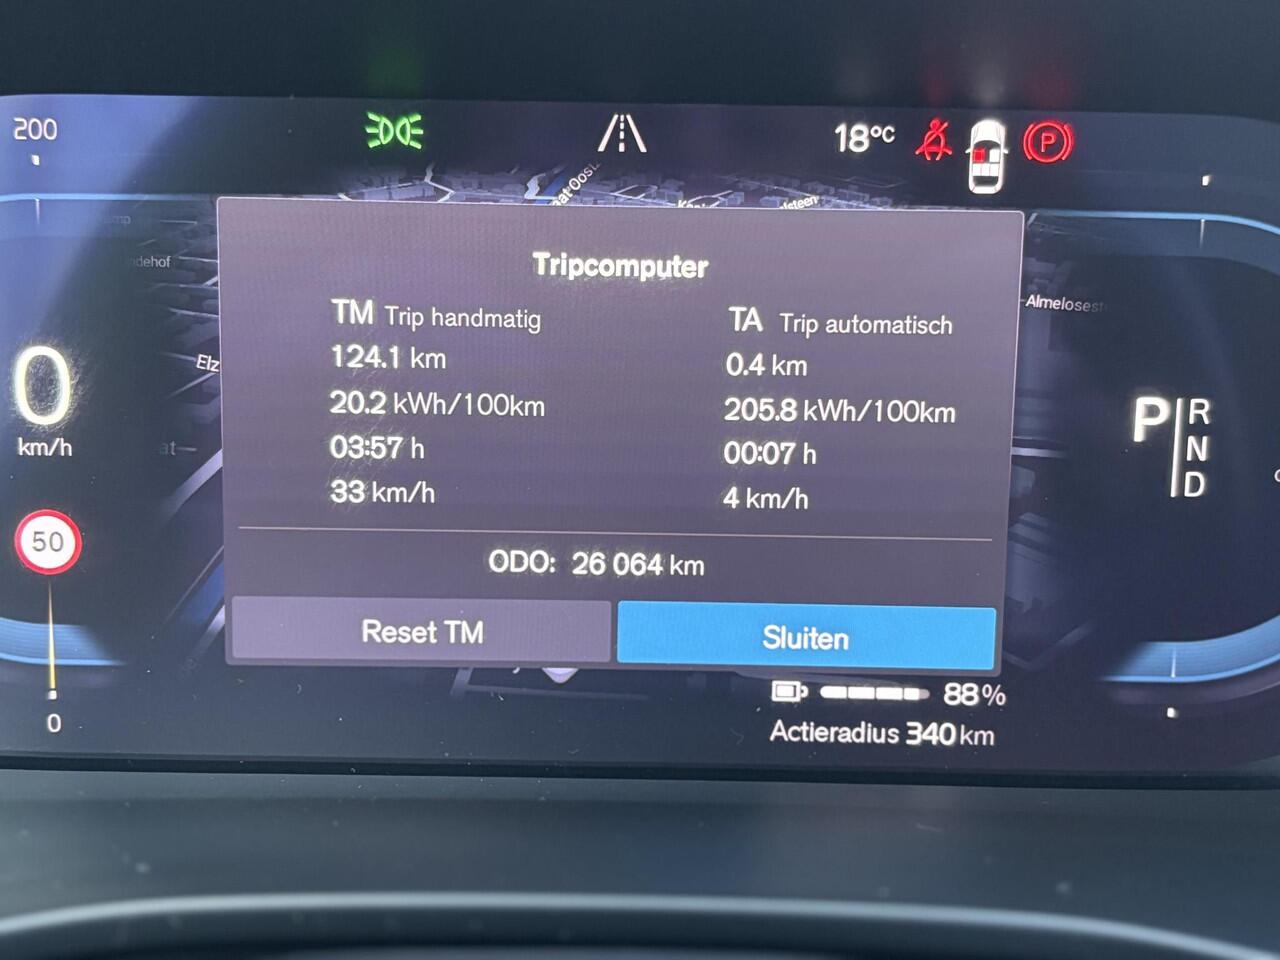 200
18°C
P
Tripcomputer
TM Trip handmatig
124.1 km
20.2 kWh/100km
03:57 h
33 km/h
TA Trip automatisch
0.4 km
205.8 kWh/100km
00:07 h
4 km/h
ODO: 26 064 km
Reset TM
Sluiten
0
km/h
50
0
Elz
P
R
N
D
88%
Actieradius 340 km